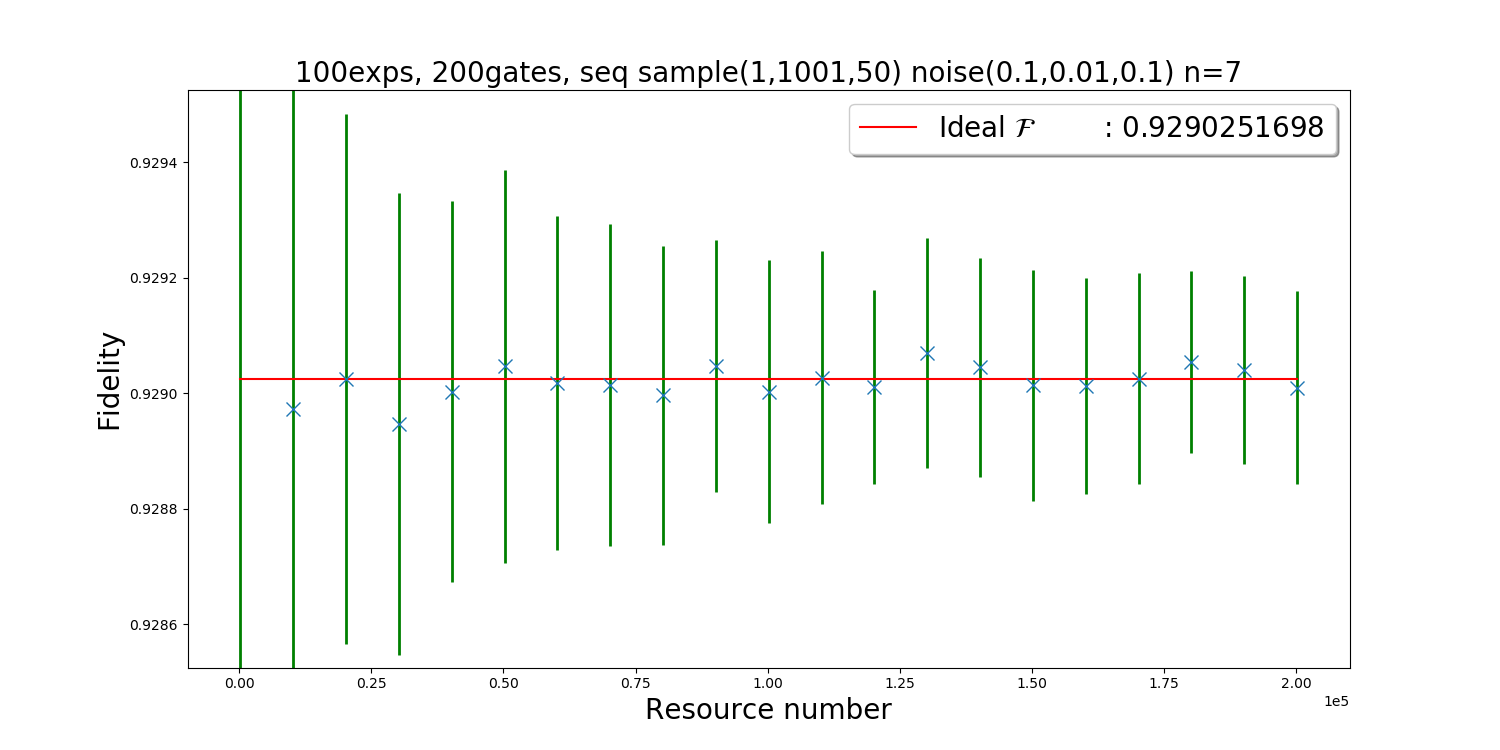 100exps, 200gates, seq sample(1,1001,50) noise(0.1,0.01,0.1) n=7
Ideal ℱ : 0.9290251698
Fidelity
0.9294
0.9292
0.9290
0.9288
0.9286
0.00 0.25 0.50 0.75 1.00 1.25 1.50 1.75 2.00
1e5
Resource number